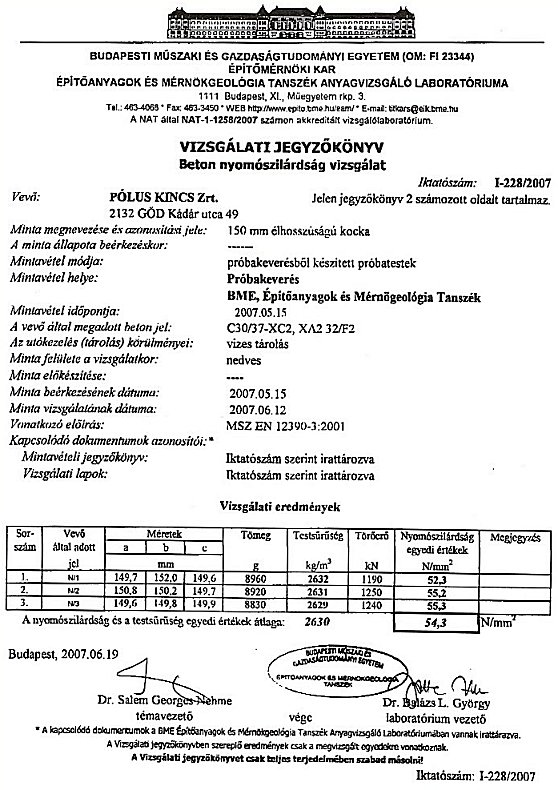 BUDAPESTI MŰSZAKI ÉS GAZDASÁGTUDOMÁNYI EGYETEM (OM: FI 23344)
ÉPÍTŐMÉRNÖKI KAR
ÉPÍTŐANYAGOK ÉS MÉRNÖKGEOLÓGIA TANSZÉK ANYAGVIZSGÁLÓ LABORATÓRIUMA
1111 Budapest, XI., Műegyetem rkp. 3.
Tel.: 463-4068 * Fax: 463-3450 * WEB http://www.epito.bme.hu/eam/ * E-mail: titkars@eik.bme.hu
A NAT által NAT-1-1258/2007 számon akkreditált vizsgálólaboratórium.
VIZSGÁLATI JEGYZŐKÖNYV
Beton nyomószilárdság vizsgálat
Iktatószám: I-228/2007
Vevő: PÓLUS KINCS Zrt. Jelen jegyzőkönyv 2 számozott oldalt tartalmaz.
2132 GÖD Kádár utca 49
Minta megnevezése és azonosítási jele: 150 mm élhosszúságú kocka
A minta állapota beérkezéskor: ------
Mintavétel módja: próbakeverésből készített próbatestek
Mintavétel helye: Próbakeverés
BME, Építőanyagok és Mérnögeológia Tanszék
Mintavétel időpontja: 2007.05.15
A vevő által megadott beton jel: C30/37-XC2, XA2 32/F2
Az utókezelés (tárolás) körülményei: vizes tárolás
Minta felülete a vizsgálatkor: nedves
Minta előkészítése: ----
Minta beérkezésének dátuma: 2007.05.15
Minta vizsgálatának dátuma: 2007.06.12
Vonatkozó előírás: MSZ EN 12390-3:2001
Kapcsolódó dokumentumok azonosítói: *
Mintavételi jegyzőkönyv: Iktatószám szerint irattározva
Vizsgálati lapok: Iktatószám szerint irattározva
Vizsgálati eredmények
Sor- Vevő Méretek Tömeg Testsűrűség Törőerő Nyomószilárdság Megjegyzés
szám által adott a b c egyedi értékek
jel mm g kg/m³ kN N/mm²
1. N/1 149,7 152,0 149,6 8960 2632 1190 52,3
2. N/2 150,8 150,2 149,7 8920 2631 1250 55,2
3. N/3 149,6 149,8 149,9 8830 2629 1240 55,3
A nyomószilárdság és a testsűrűség egyedi értékek átlaga: 2630 54,3 N/mm²
Budapest, 2007.06.19
BUDAPESTI MŰSZAKI ÉS
GAZDASÁGTUDOMÁNYI EGYETEM
ÉPÍTŐANYAGOK ÉS MÉRNÖKGEOLÓGIA
TANSZÉK
Dr. Salem Georges Nehme Dr. Balázs L. György
témavezető vége laboratórium vezető
* A kapcsolódó dokumentumok a BME Építőanyagok és Mérnökgeológia Tanszék Anyagvizsgáló Laboratóriumában vannak irattározva.
A Vizsgálati jegyzőkönyvben szereplő eredmények csak a megvizsgált egyedekre vonatkoznak.
A Vizsgálati jegyzőkönyvet csak teljes terjedelmében szabad másolni!
Iktatószám: I-228/2007